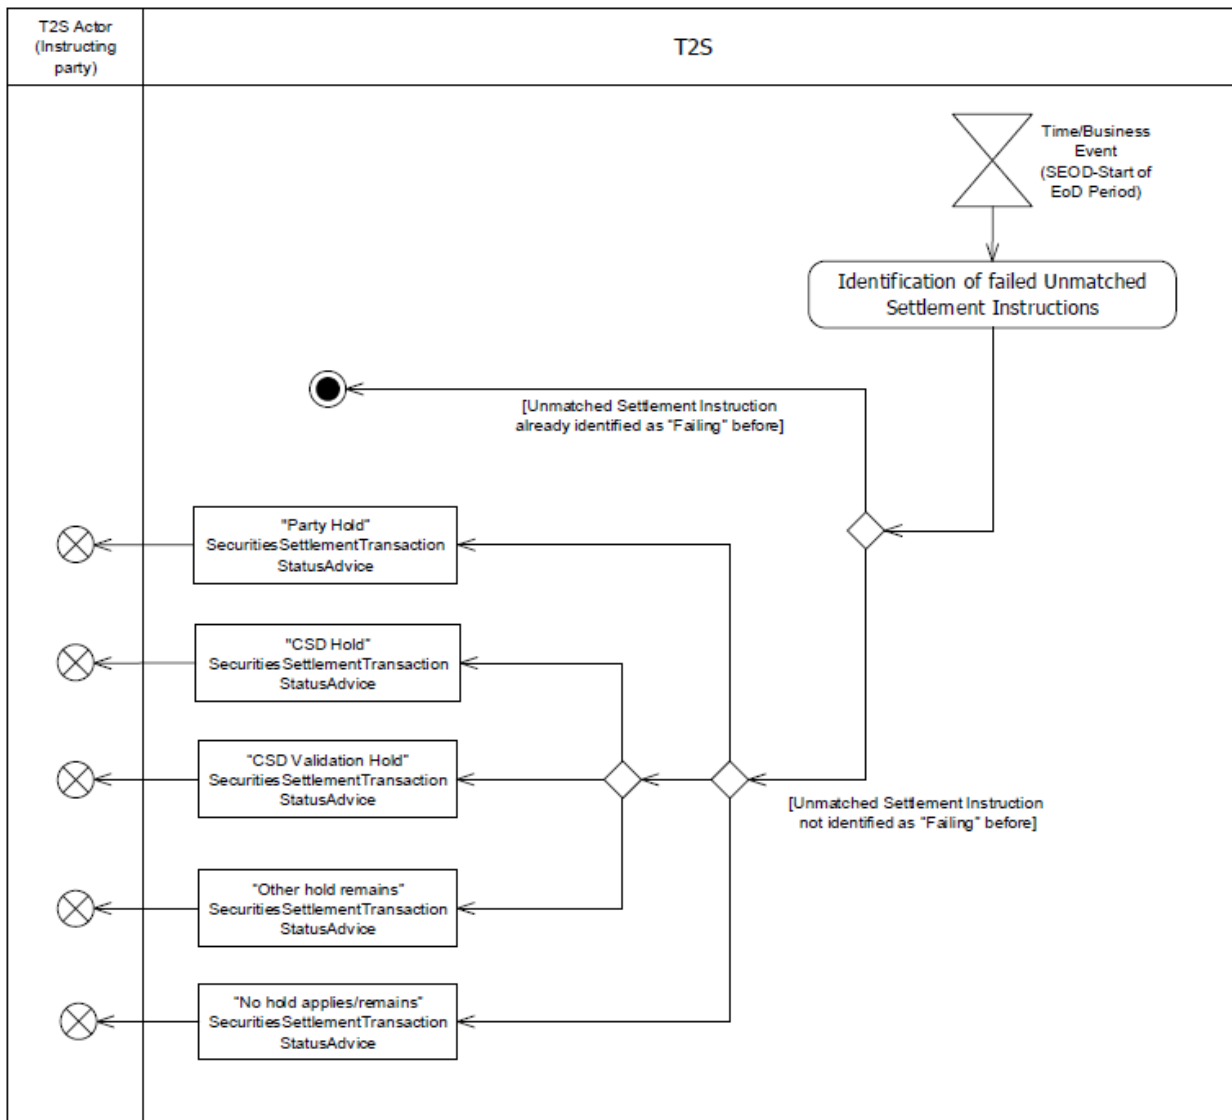 T2S Actor
(Instructing
party)
T2S
Time/Business
Event
(SEOD-Start of
EoD Period)
Identification of failed Unmatched
Settlement Instructions
[Unmatched Settlement Instruction
already identified as "Failing" before]
"Party Hold"
SecuritiesSettlementTransaction
StatusAdvice
"CSD Hold"
SecuritiesSettlementTransaction
StatusAdvice
"CSD Validation Hold"
SecuritiesSettlementTransaction
StatusAdvice
[Unmatched Settlement Instruction
not identified as "Failing" before]
"Other hold remains"
SecuritiesSettlementTransaction
StatusAdvice
"No hold applies/remains"
SecuritiesSettlementTransaction
StatusAdvice